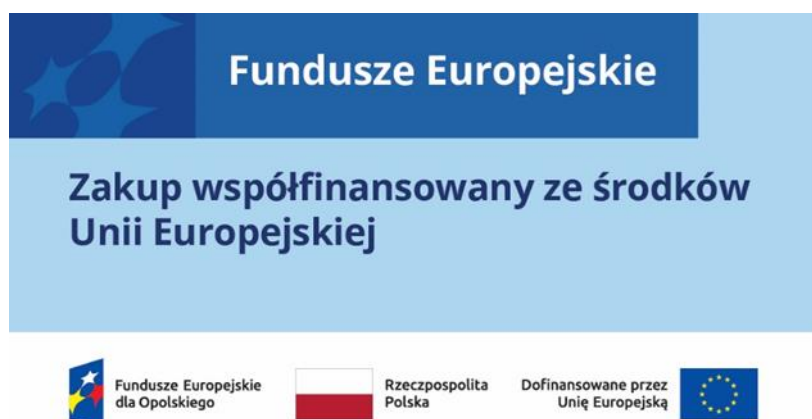 Fundusze Europejskie
Zakup współfinansowany ze środków
Unii Europejskiej
Fundusze Europejskie
dla Opolskiego
Rzeczpospolita
Polska
Dofinansowane przez
Unię Europejską